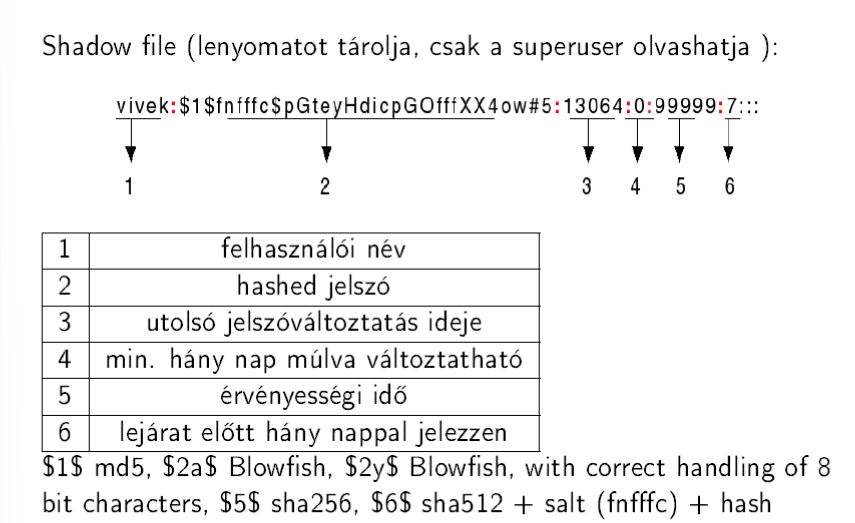 Shadow file (lenyomatot tárolja, csak a superuser olvashatja ):
vivek:$1$fnfffc$pGteyHdicpGOfffXX4ow#5:13064:0:99999:7:::
1 2 3 4 5 6
1 felhasználói név
2 hashed jelszó
3 utolsó jelszóváltoztatás ideje
4 min. hány nap múlva változtatható
5 érvényességi idő
6 lejárat előtt hány nappal jelezzen
$1$ md5, $2a$ Blowfish, $2y$ Blowfish, with correct handling of 8
bit characters, $5$ sha256, $6$ sha512 + salt (fnfffc) + hash